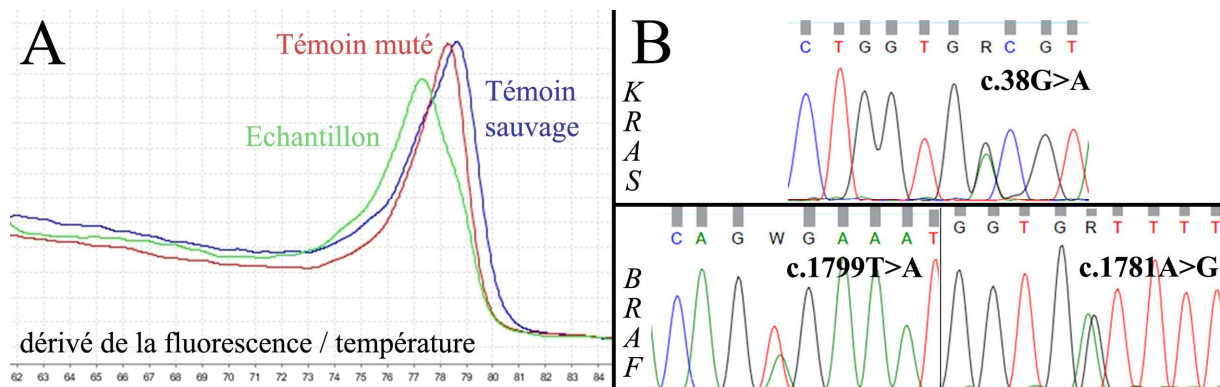 A
Témoin muté
Témoin
sauvage
Echantillon
dérivé de la fluorescence / température
62 63 64 65 66 67 68 69 70 71 72 73 74 75 76 77 78 79 80 81 82 83 84
B
C T G G T G R C G T
c.38G>A
K
R
A
S
C A G W G A A A T
c.1799T>A
G G T G R T T T T
c.1781A>G
B
R
A
F